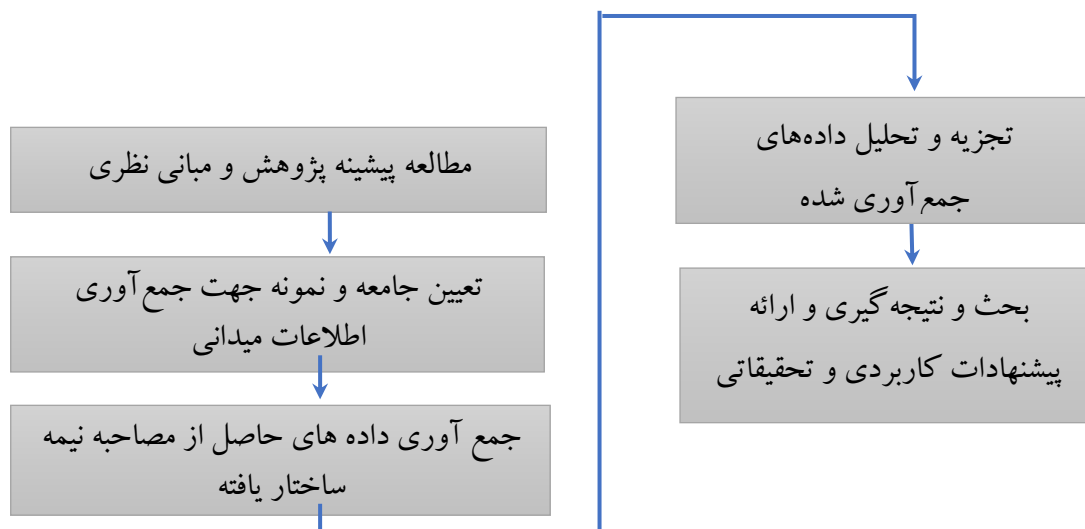 مطالعه پیشینه پژوهش و مبانی نظری
تعیین جامعه و نمونه جهت جمع‌آوری
اطلاعات میدانی
جمع آوری داده های حاصل از مصاحبه نیمه
ساختار یافته
تجزیه و تحلیل داده‌های
جمع‌آوری شده
بحث و نتیجه‌گیری و ارائه
پیشنهادات کاربردی و تحقیقاتی